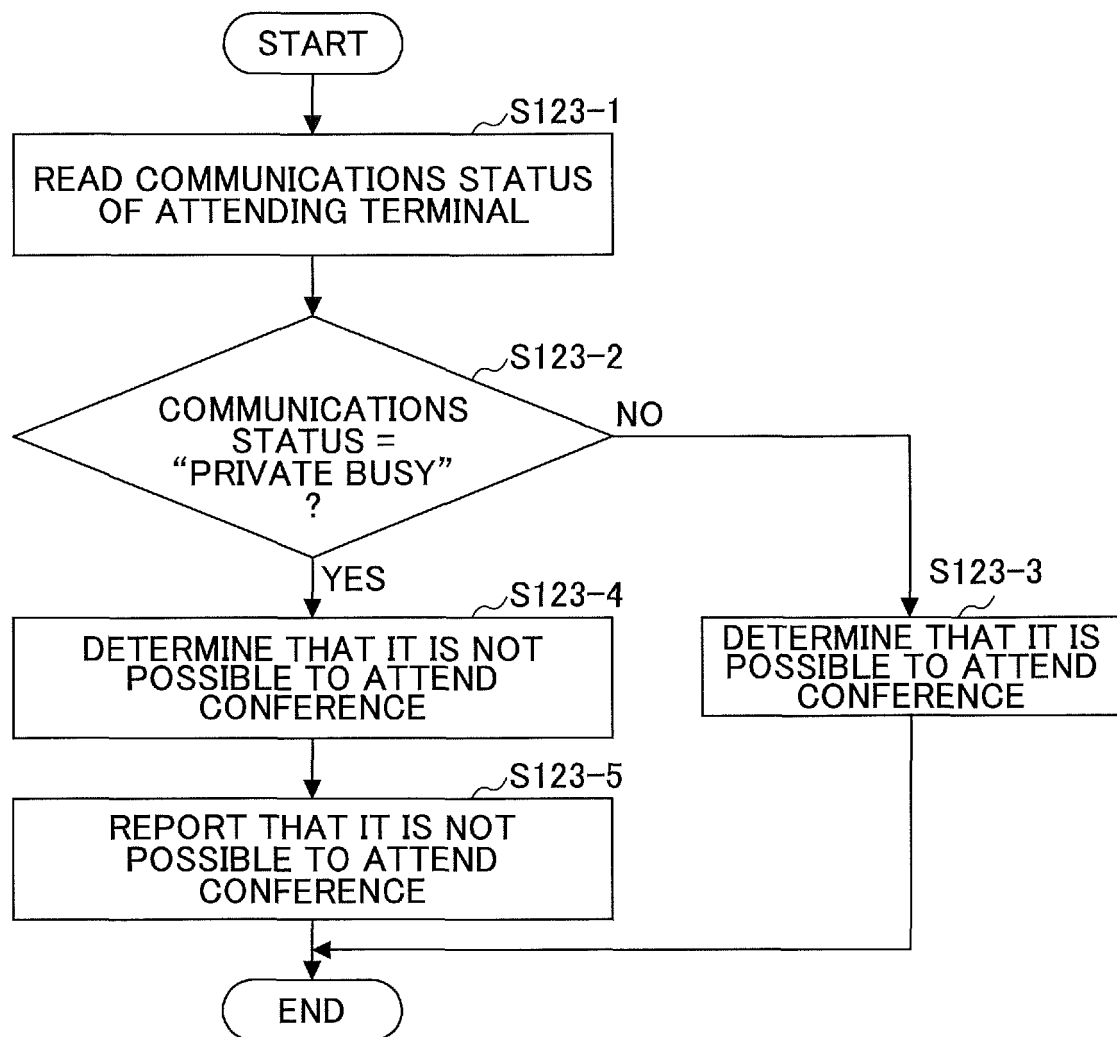 START
S123-1
READ COMMUNICATIONS STATUS
OF ATTENDING TERMINAL
S123-2
COMMUNICATIONS
STATUS =
“PRIVATE BUSY”
?
NO
YES
S123-4
DETERMINE THAT IT IS NOT
POSSIBLE TO ATTEND
CONFERENCE
S123-3
DETERMINE THAT IT IS
POSSIBLE TO ATTEND
CONFERENCE
S123-5
REPORT THAT IT IS NOT
POSSIBLE TO ATTEND
CONFERENCE
END